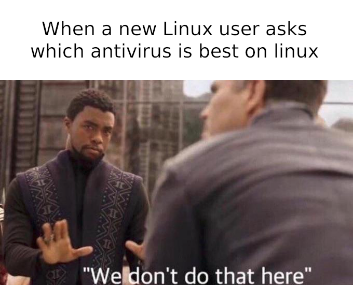 When a new Linux user asks
which antivirus is best on linux
"We don't do that here"